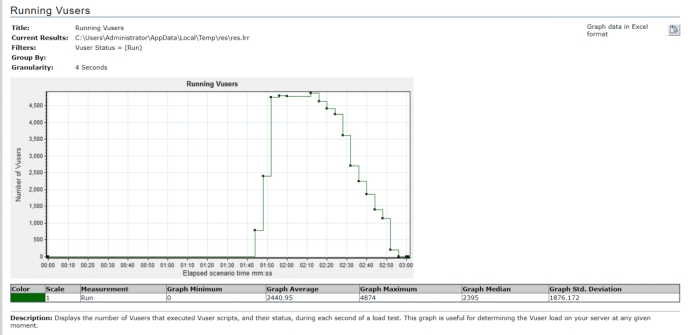 Running Vusers
Title: Running Vusers
Current Results: C:\Users\Administrator\AppData\Local\Temp\res\res.lrr
Filters: Vuser Status = (Run)
Group By:
Granularity: 4 Seconds
Graph data in Excel
format
Running Vusers
4,500
4,000
3,500
3,000
2,500
2,000
1,500
1,000
500
0
Number of Vusers
00:00 00:10 00:20 00:30 00:40 00:50 01:00 01:10 01:20 01:30 01:40 01:50 02:00 02:10 02:20 02:30 02:40 02:50 03:00
Elapsed scenario time mm:ss
Color Scale Measurement Graph Minimum Graph Average Graph Maximum Graph Median Graph Std. Deviation
1 Run 0 2440.95 4874 2395 1876.172
Description: Displays the number of Vusers that executed Vuser scripts, and their status, during each second of a load test. This graph is useful for determining the Vuser load on your server at any given
moment.